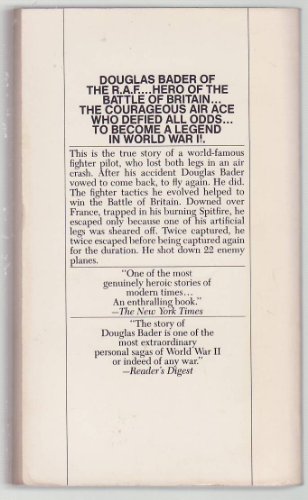 DOUGLAS BADER OF
THE R.A.F....HERO OF THE
BATTLE OF BRITAIN...
THE COURAGEOUS AIR ACE
WHO DEFIED ALL ODDS...
TO BECOME A LEGEND
IN WORLD WAR II.
This is the true story of a world-famous
fighter pilot, who lost both legs in an air
crash. After his accident Douglas Bader
vowed to come back, to fly again. He did.
The fighter tactics he evolved helped to
win the Battle of Britain. Downed over
France, trapped in his burning Spitfire, he
escaped only because one of his artificial
legs was sheared off. Twice captured, he
twice escaped before being captured again
for the duration. He shot down 22 enemy
planes.
"One of the most
genuinely heroic stories of
modern times...
An enthralling book."
—The New York Times
"The story of
Douglas Bader is one of the
most extraordinary
personal sagas of World War II
or indeed of any war."
—Reader's Digest